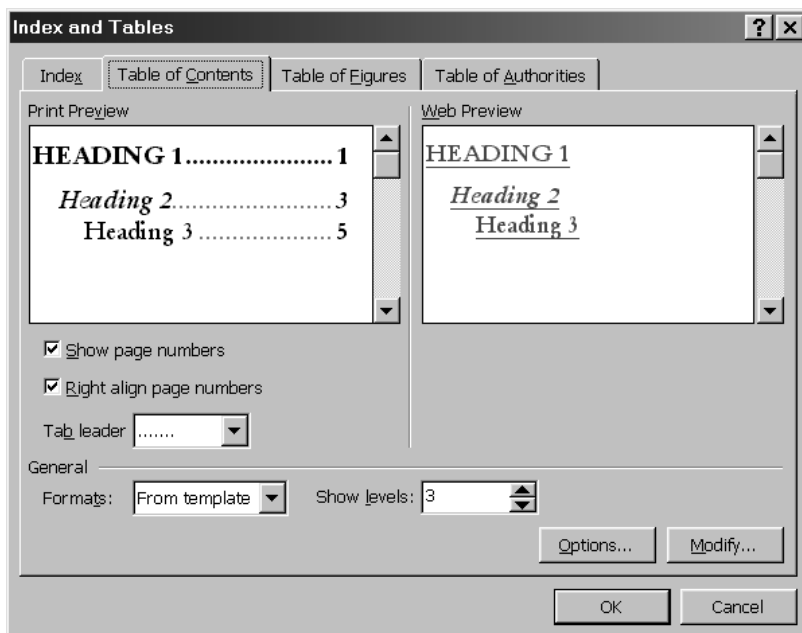 Index and Tables
Index Table of Contents Table of Figures Table of Authorities
Print Preview
HEADING 1........................ 1
Heading 2......................... 3
Heading 3 ..................... 5
Web Preview
HEADING 1
Heading 2
Heading 3
Show page numbers
Right align page numbers
Tab leader .......
General
Formats: From template Show levels: 3
Options... Modify...
OK Cancel